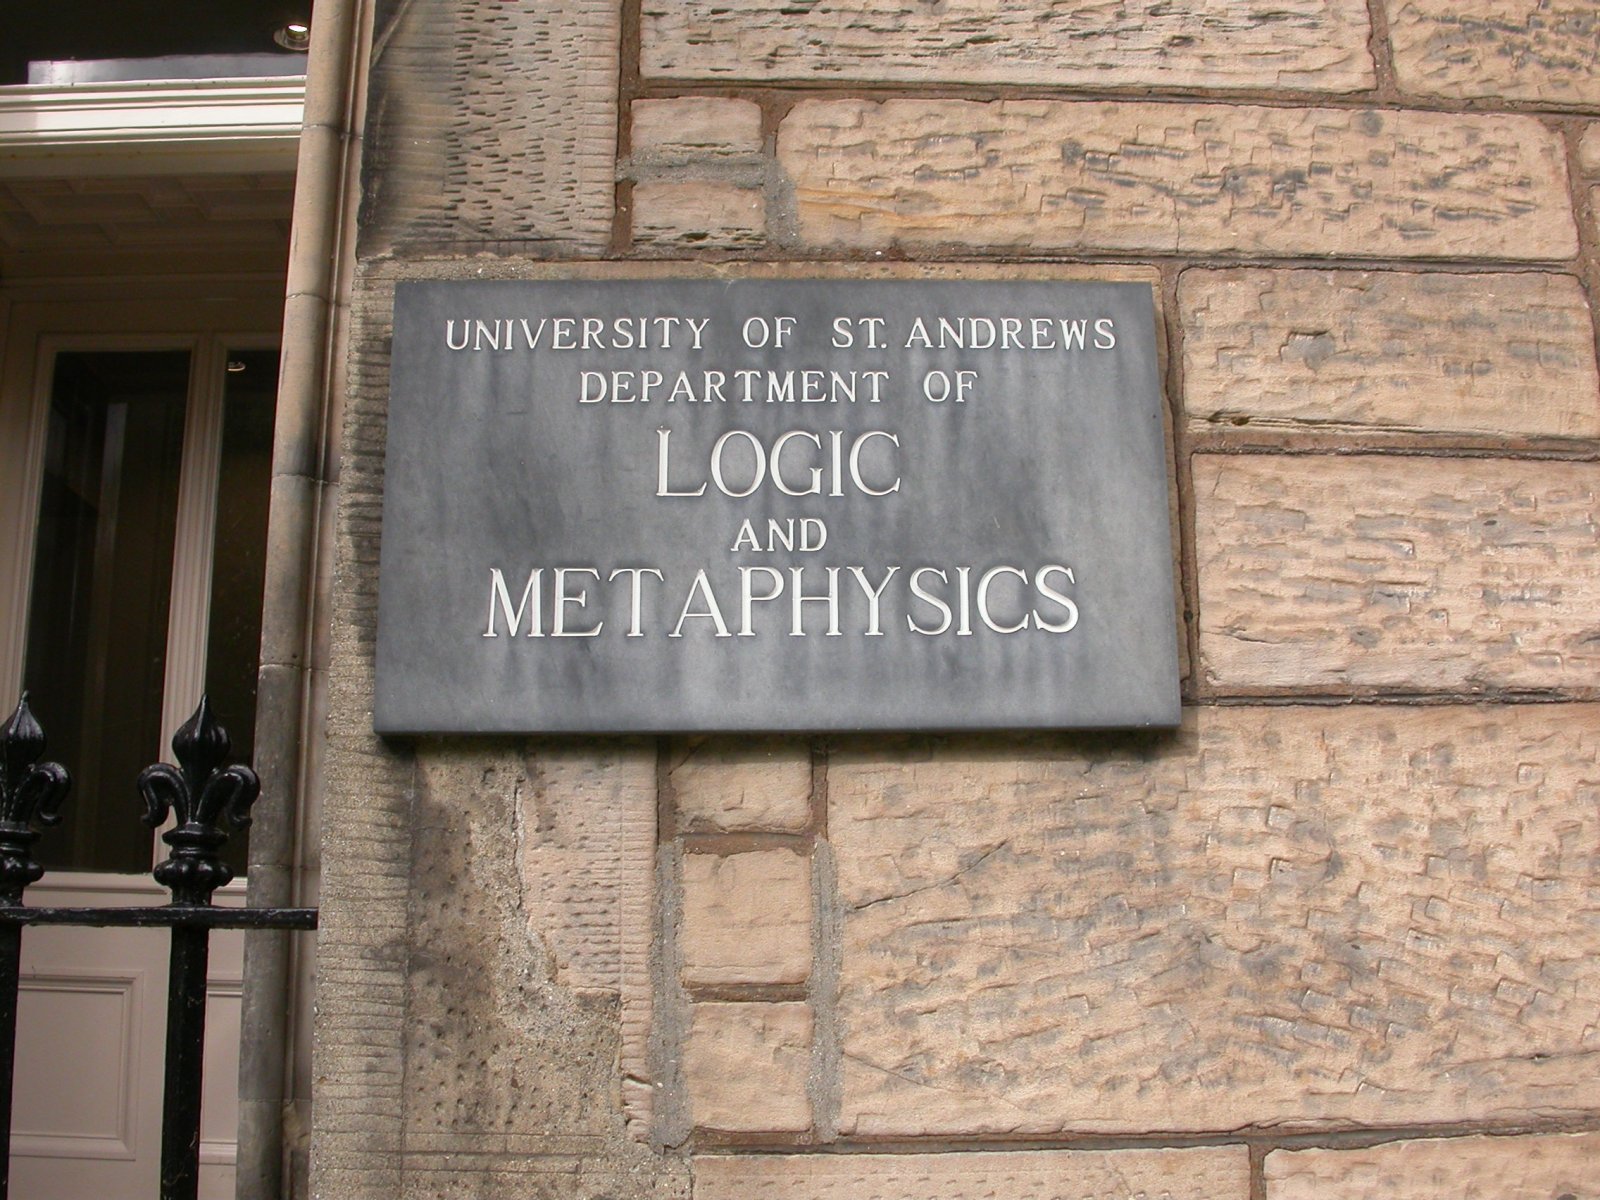 UNIVERSITY OF ST. ANDREWS
DEPARTMENT OF
LOGIC
AND
METAPHYSICS